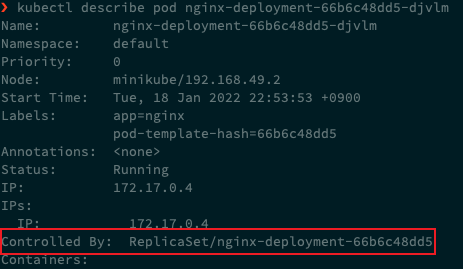 ❯ kubectl describe pod nginx-deployment-66b6c48dd5-djvlm
Name:         nginx-deployment-66b6c48dd5-djvlm
Namespace:    default
Priority:     0
Node:         minikube/192.168.49.2
Start Time:   Tue, 18 Jan 2022 22:53:53 +0900
Labels:       app=nginx
              pod-template-hash=66b6c48dd5
Annotations:  <none>
Status:       Running
IP:           172.17.0.4
IPs:
  IP:           172.17.0.4
Controlled By:  ReplicaSet/nginx-deployment-66b6c48dd5
Containers: